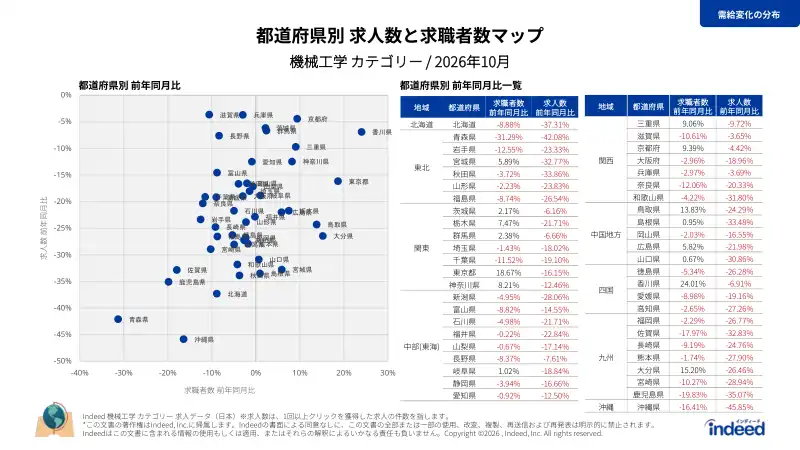 需給変化の分布
都道府県別 求人数と求職者数マップ
機械工学 カテゴリー / 2026年10月
都道府県別 前年同月比
0%
-5%
-10%
-15%
-20%
-25%
-30%
-35%
-40%
-45%
-50%
-40%
-30%
-20%
-10%
0%
10%
20%
30%
求人数 前年同月比
求職者数 前年同月比
滋賀県
兵庫県
京都府
群馬県
香川県
長野県
三重県
愛知県
神奈川県
富山県
東京都
岐阜県
奈良県
石川県
広島県
岩手県
福井県
山形県
鳥取県
長崎県
大分県
宮崎県
熊本県
山口県
和歌山県
佐賀県
秋田県
島根県
宮城県
鹿児島県
北海道
青森県
沖縄県
都道府県別 前年同月比一覧
地域 都道府県 求職者数 前年同月比 求人数 前年同月比
北海道 北海道 -8.88% -37.31%
東北 青森県 -31.29% -42.08%
岩手県 -12.55% -23.33%
宮城県 5.89% -32.77%
秋田県 -3.72% -33.86%
山形県 -2.23% -23.83%
福島県 -8.74% -26.54%
関東 茨城県 2.17% -6.16%
栃木県 7.47% -21.71%
群馬県 2.38% -6.66%
埼玉県 -1.43% -18.02%
千葉県 -11.52% -19.10%
東京都 18.67% -16.15%
神奈川県 8.21% -12.46%
中部(東海) 新潟県 -4.95% -28.06%
富山県 -8.82% -14.55%
石川県 -4.98% -21.71%
福井県 -0.22% -22.84%
山梨県 -0.67% -17.14%
長野県 -8.37% -7.61%
岐阜県 1.02% -18.84%
静岡県 -3.94% -16.66%
愛知県 -0.92% -12.50%
地域 都道府県 求職者数 前年同月比 求人数 前年同月比
関西 三重県 9.06% -9.72%
滋賀県 -10.61% -3.65%
京都府 9.39% -4.42%
大阪府 -2.96% -18.96%
兵庫県 -2.97% -3.69%
奈良県 -12.06% -20.33%
和歌山県 -4.22% -31.80%
中国地方 鳥取県 13.83% -24.29%
島根県 0.95% -33.48%
岡山県 -2.03% -16.55%
広島県 5.82% -21.98%
山口県 0.67% -30.86%
四国 徳島県 -5.34% -26.28%
香川県 24.01% -6.91%
愛媛県 -8.98% -19.16%
高知県 -2.65% -27.26%
九州 福岡県 -2.29% -26.77%
佐賀県 -17.97% -32.83%
長崎県 -9.19% -24.76%
熊本県 -1.74% -27.90%
大分県 15.20% -26.46%
宮崎県 -10.27% -28.94%
鹿児島県 -19.83% -35.07%
沖縄 沖縄県 -16.41% -45.85%
Indeed 機械工学 カテゴリー 求人データ（日本）※求人数は、1回以上クリックを獲得した求人の件数を指します。
*この文書の著作権はIndeed, Inc.に帰属します。Indeedの書面による同意なしに、この文書の全部または一部の使用、改変、複製、再送信および再発表は明示的に禁止されます。
Indeedはこの文書に含まれる情報の使用もしくは適用、またはそれらの解釈によるいかなる責任も負いません。Copyright ©2026 , Indeed, Inc. All rights reserved.
インディード
indeed